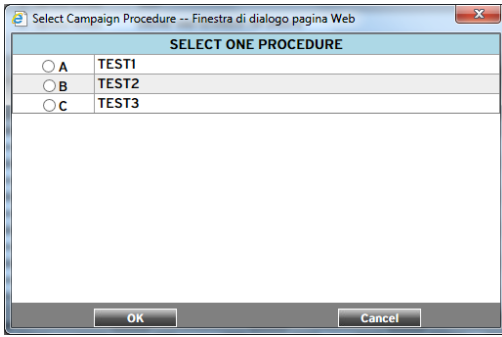 Select Campaign Procedure -- Finestra di dialogo pagina Web
SELECT ONE PROCEDURE
A TEST1
B TEST2
C TEST3
OK Cancel